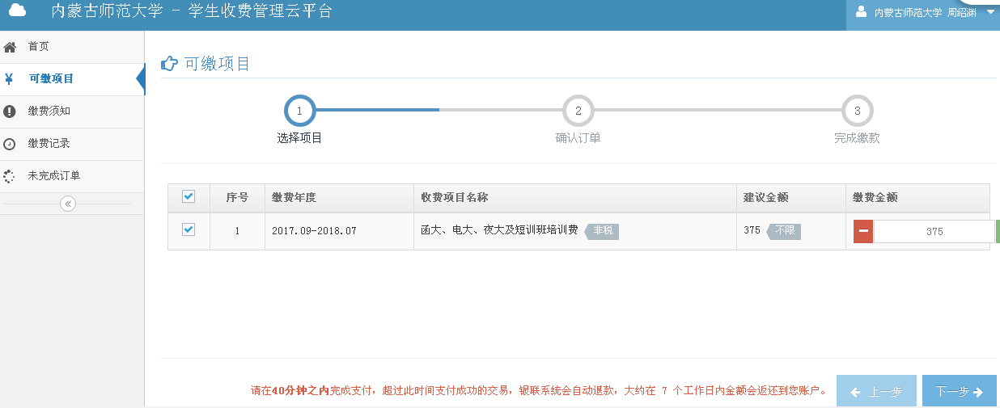 内蒙古师范大学 - 学生收费管理云平台
内蒙古师范大学 周绍渊
首页
可缴项目
缴费须知
缴费记录
未完成订单
可缴项目
1 2 3
选择项目 确认订单 完成缴款
序号 缴费年度 收费项目名称 建议金额 缴费金额
1 2017.09-2018.07 函大、电大、夜大及短训班培训费 非税 375 不限 375
请在40分钟之内完成支付，超过此时间支付成功的交易，银联系统会自动退款，大约在 7 个工作日内金额会返还到您账户。 上一步 下一步